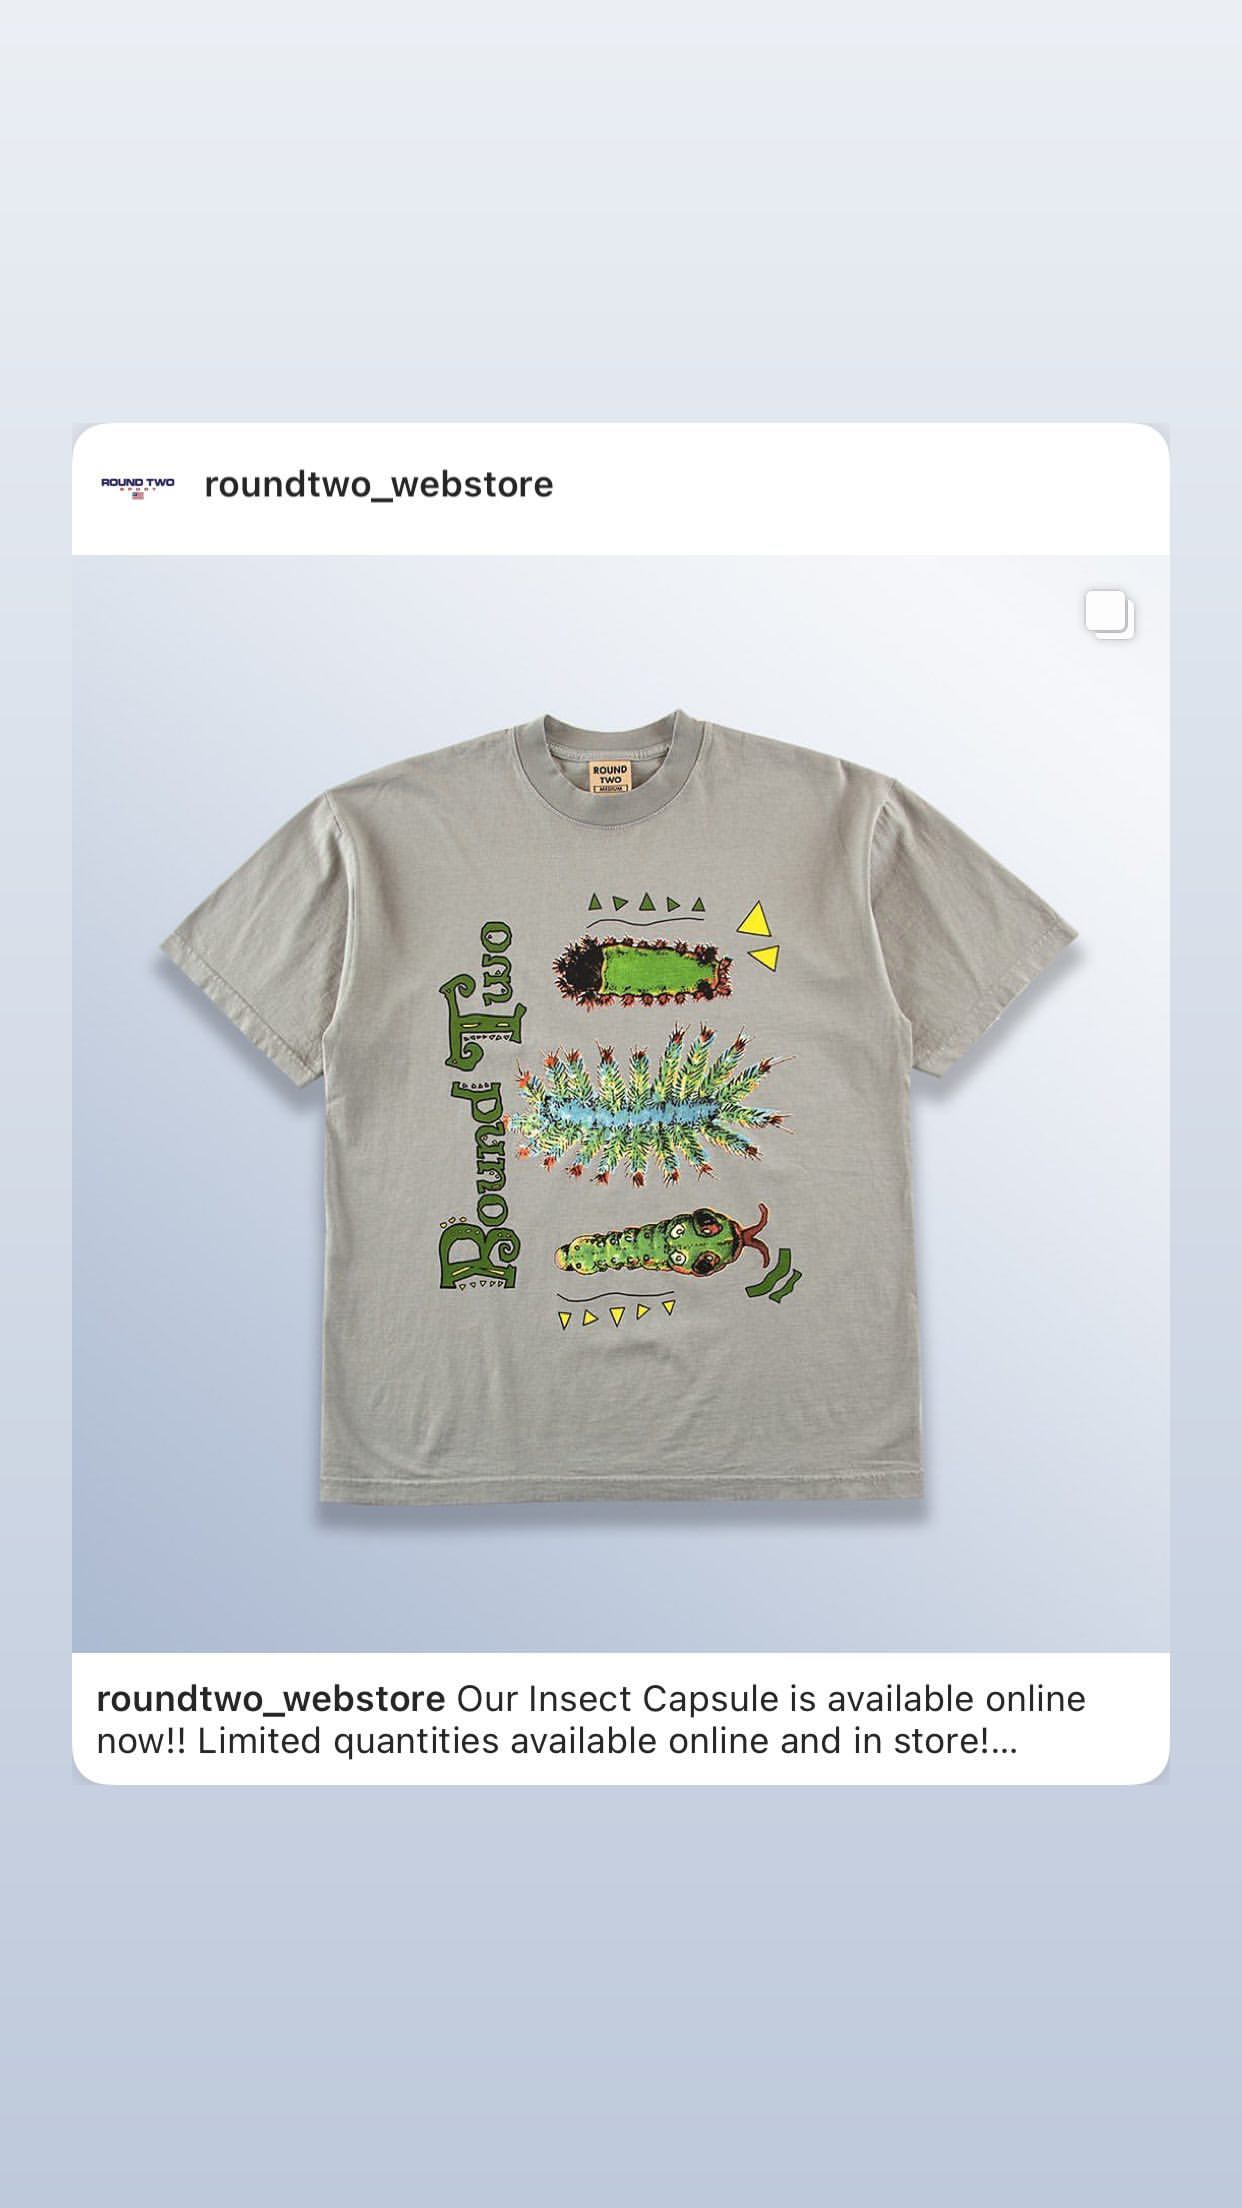 ROUND TWO
SPORT
roundtwo_webstore
ROUND
TWO
MEDIUM
Round Two
roundtwo_webstore Our Insect Capsule is available online
now!! Limited quantities available online and in store!...